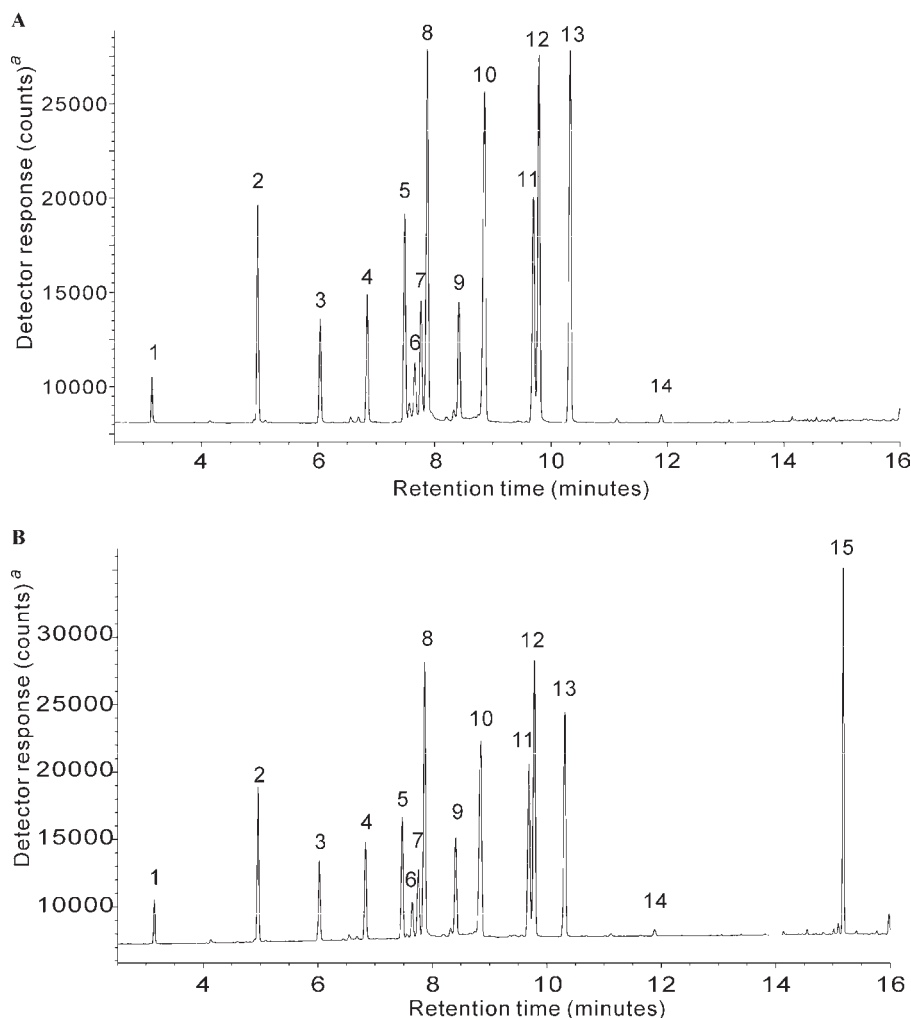 A
Detector response (counts)ᵃ
25000
20000
15000
10000
1 2 3 4 5 6 7 8 9 10 11 12 13 14
4 6 8 10 12 14 16
Retention time (minutes)
B
Detector response (counts)ᵃ
30000
25000
20000
15000
10000
1 2 3 4 5 6 7 8 9 10 11 12 13 14 15
4 6 8 10 12 14 16
Retention time (minutes)